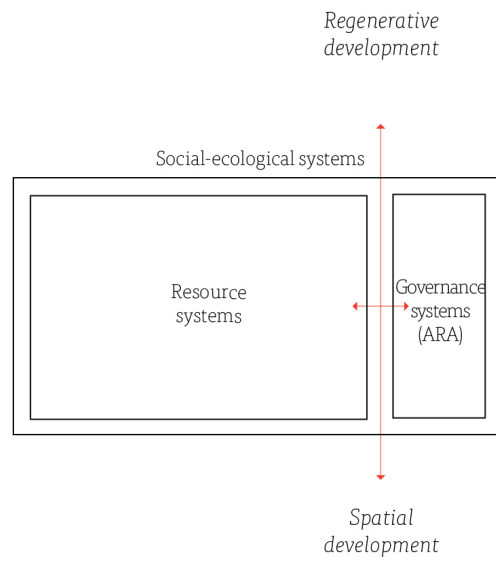 Regenerative
development
Social-ecological systems
Resource
systems
Governance
systems
(ARA)
Spatial
development